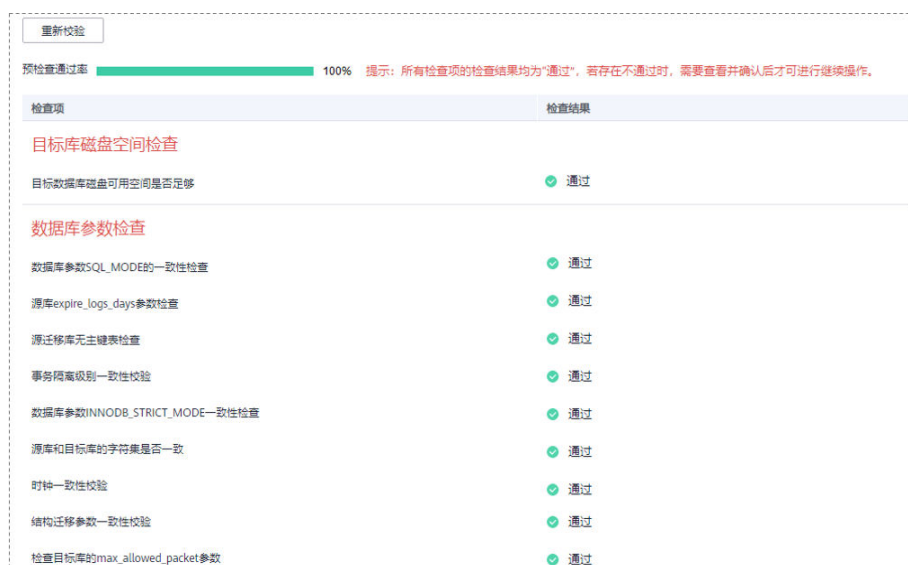 重新校验
预检查通过率 100% 提示：所有检查项的检查结果均为"通过"，若存在不通过时，需要查看并确认后才可进行继续操作。
检查项 检查结果
目标库磁盘空间检查
目标数据库磁盘可用空间是否足够 通过
数据库参数检查
数据库参数SQL_MODE的一致性检查 通过
源库expire_logs_days参数检查 通过
源迁移库无主键表检查 通过
事务隔离级别一致性校验 通过
数据库参数INNODB_STRICT_MODE一致性检查 通过
源库和目标库的字符集是否一致 通过
时钟一致性校验 通过
结构迁移参数一致性校验 通过
检查目标库的max_allowed_packet参数 通过